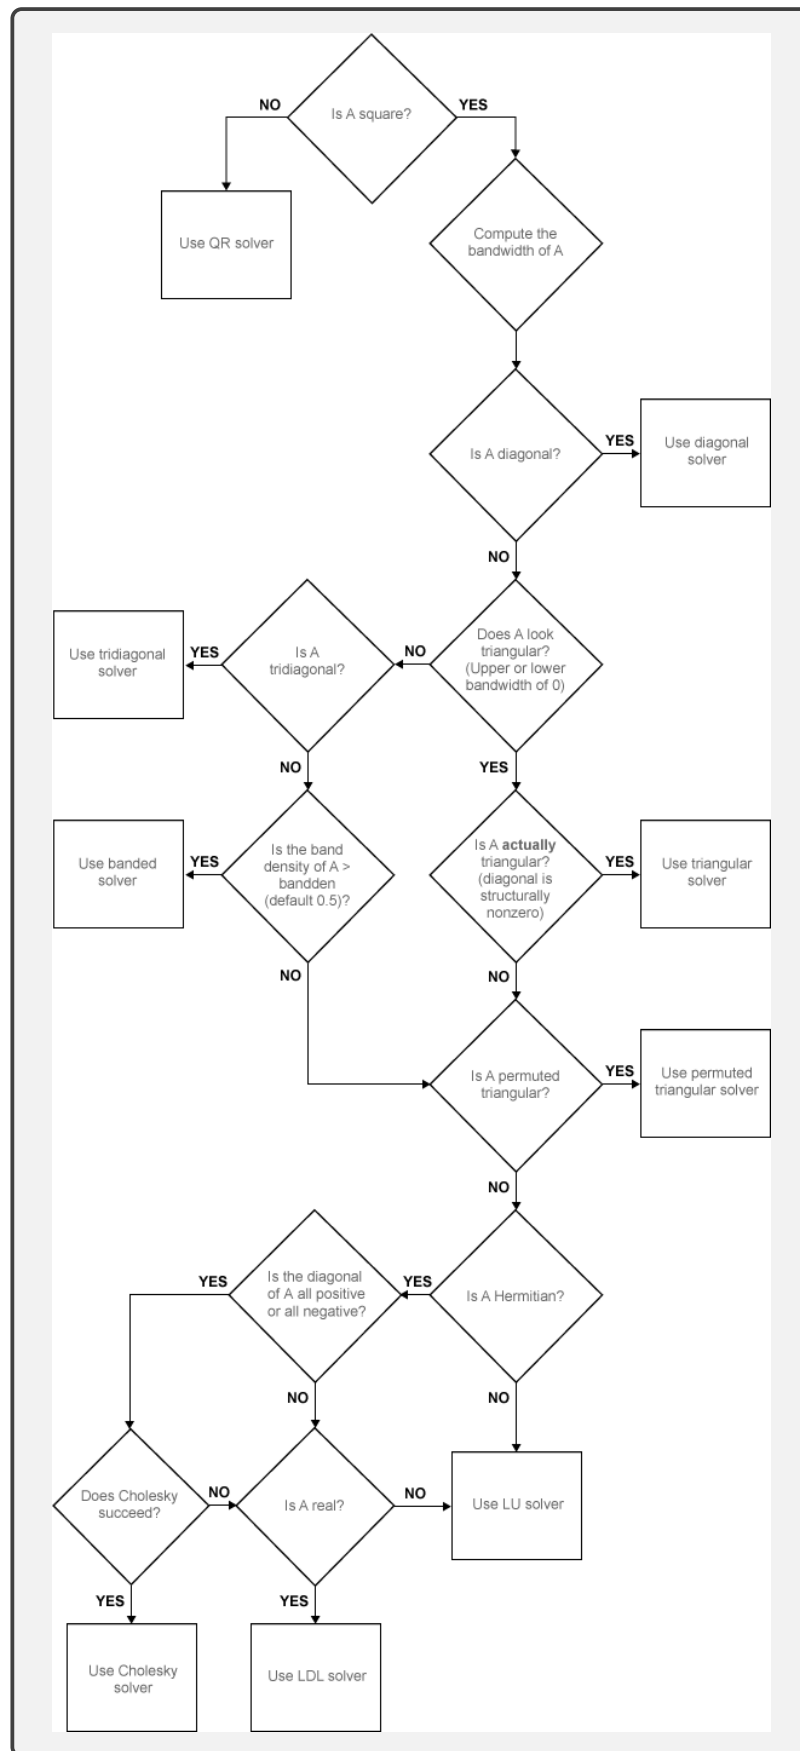 Is A square?
NO
YES
Use QR solver
Compute the
bandwidth of A
Is A diagonal?
YES
Use diagonal
solver
NO
Does A look
triangular?
(Upper or lower
bandwidth of 0)
NO
Is A
tridiagonal?
YES
Use tridiagonal
solver
NO
YES
Is the band
density of A >
bandden
(default 0.5)?
YES
Use banded
solver
Is A actually
triangular?
(diagonal is
structurally
nonzero)
YES
Use triangular
solver
NO
NO
Is A permuted
triangular?
YES
Use permuted
triangular solver
NO
Is A Hermitian?
YES
Is the diagonal
of A all positive
or all negative?
YES
NO
NO
Does Cholesky
succeed?
NO
Is A real?
NO
Use LU solver
YES
YES
Use Cholesky
solver
Use LDL solver